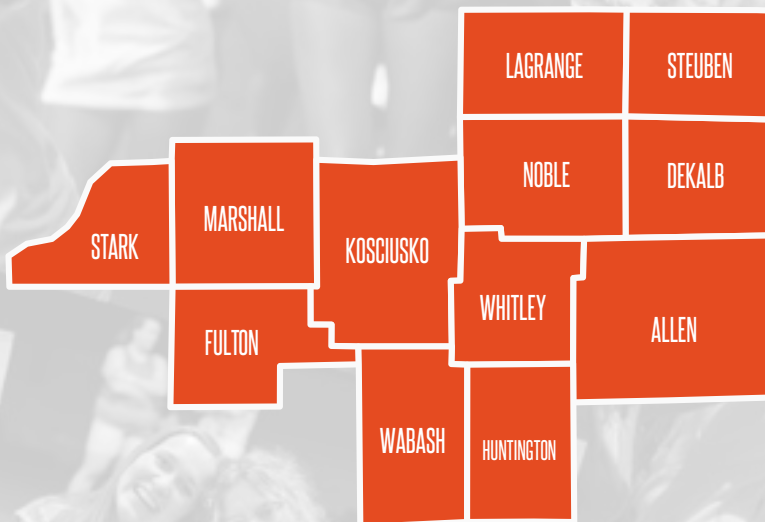 LAGRANGE
STEUBEN
NOBLE
DEKALB
MARSHALL
STARK
KOSCIUSKO
WHITLEY
ALLEN
FULTON
WABASH
HUNTINGTON